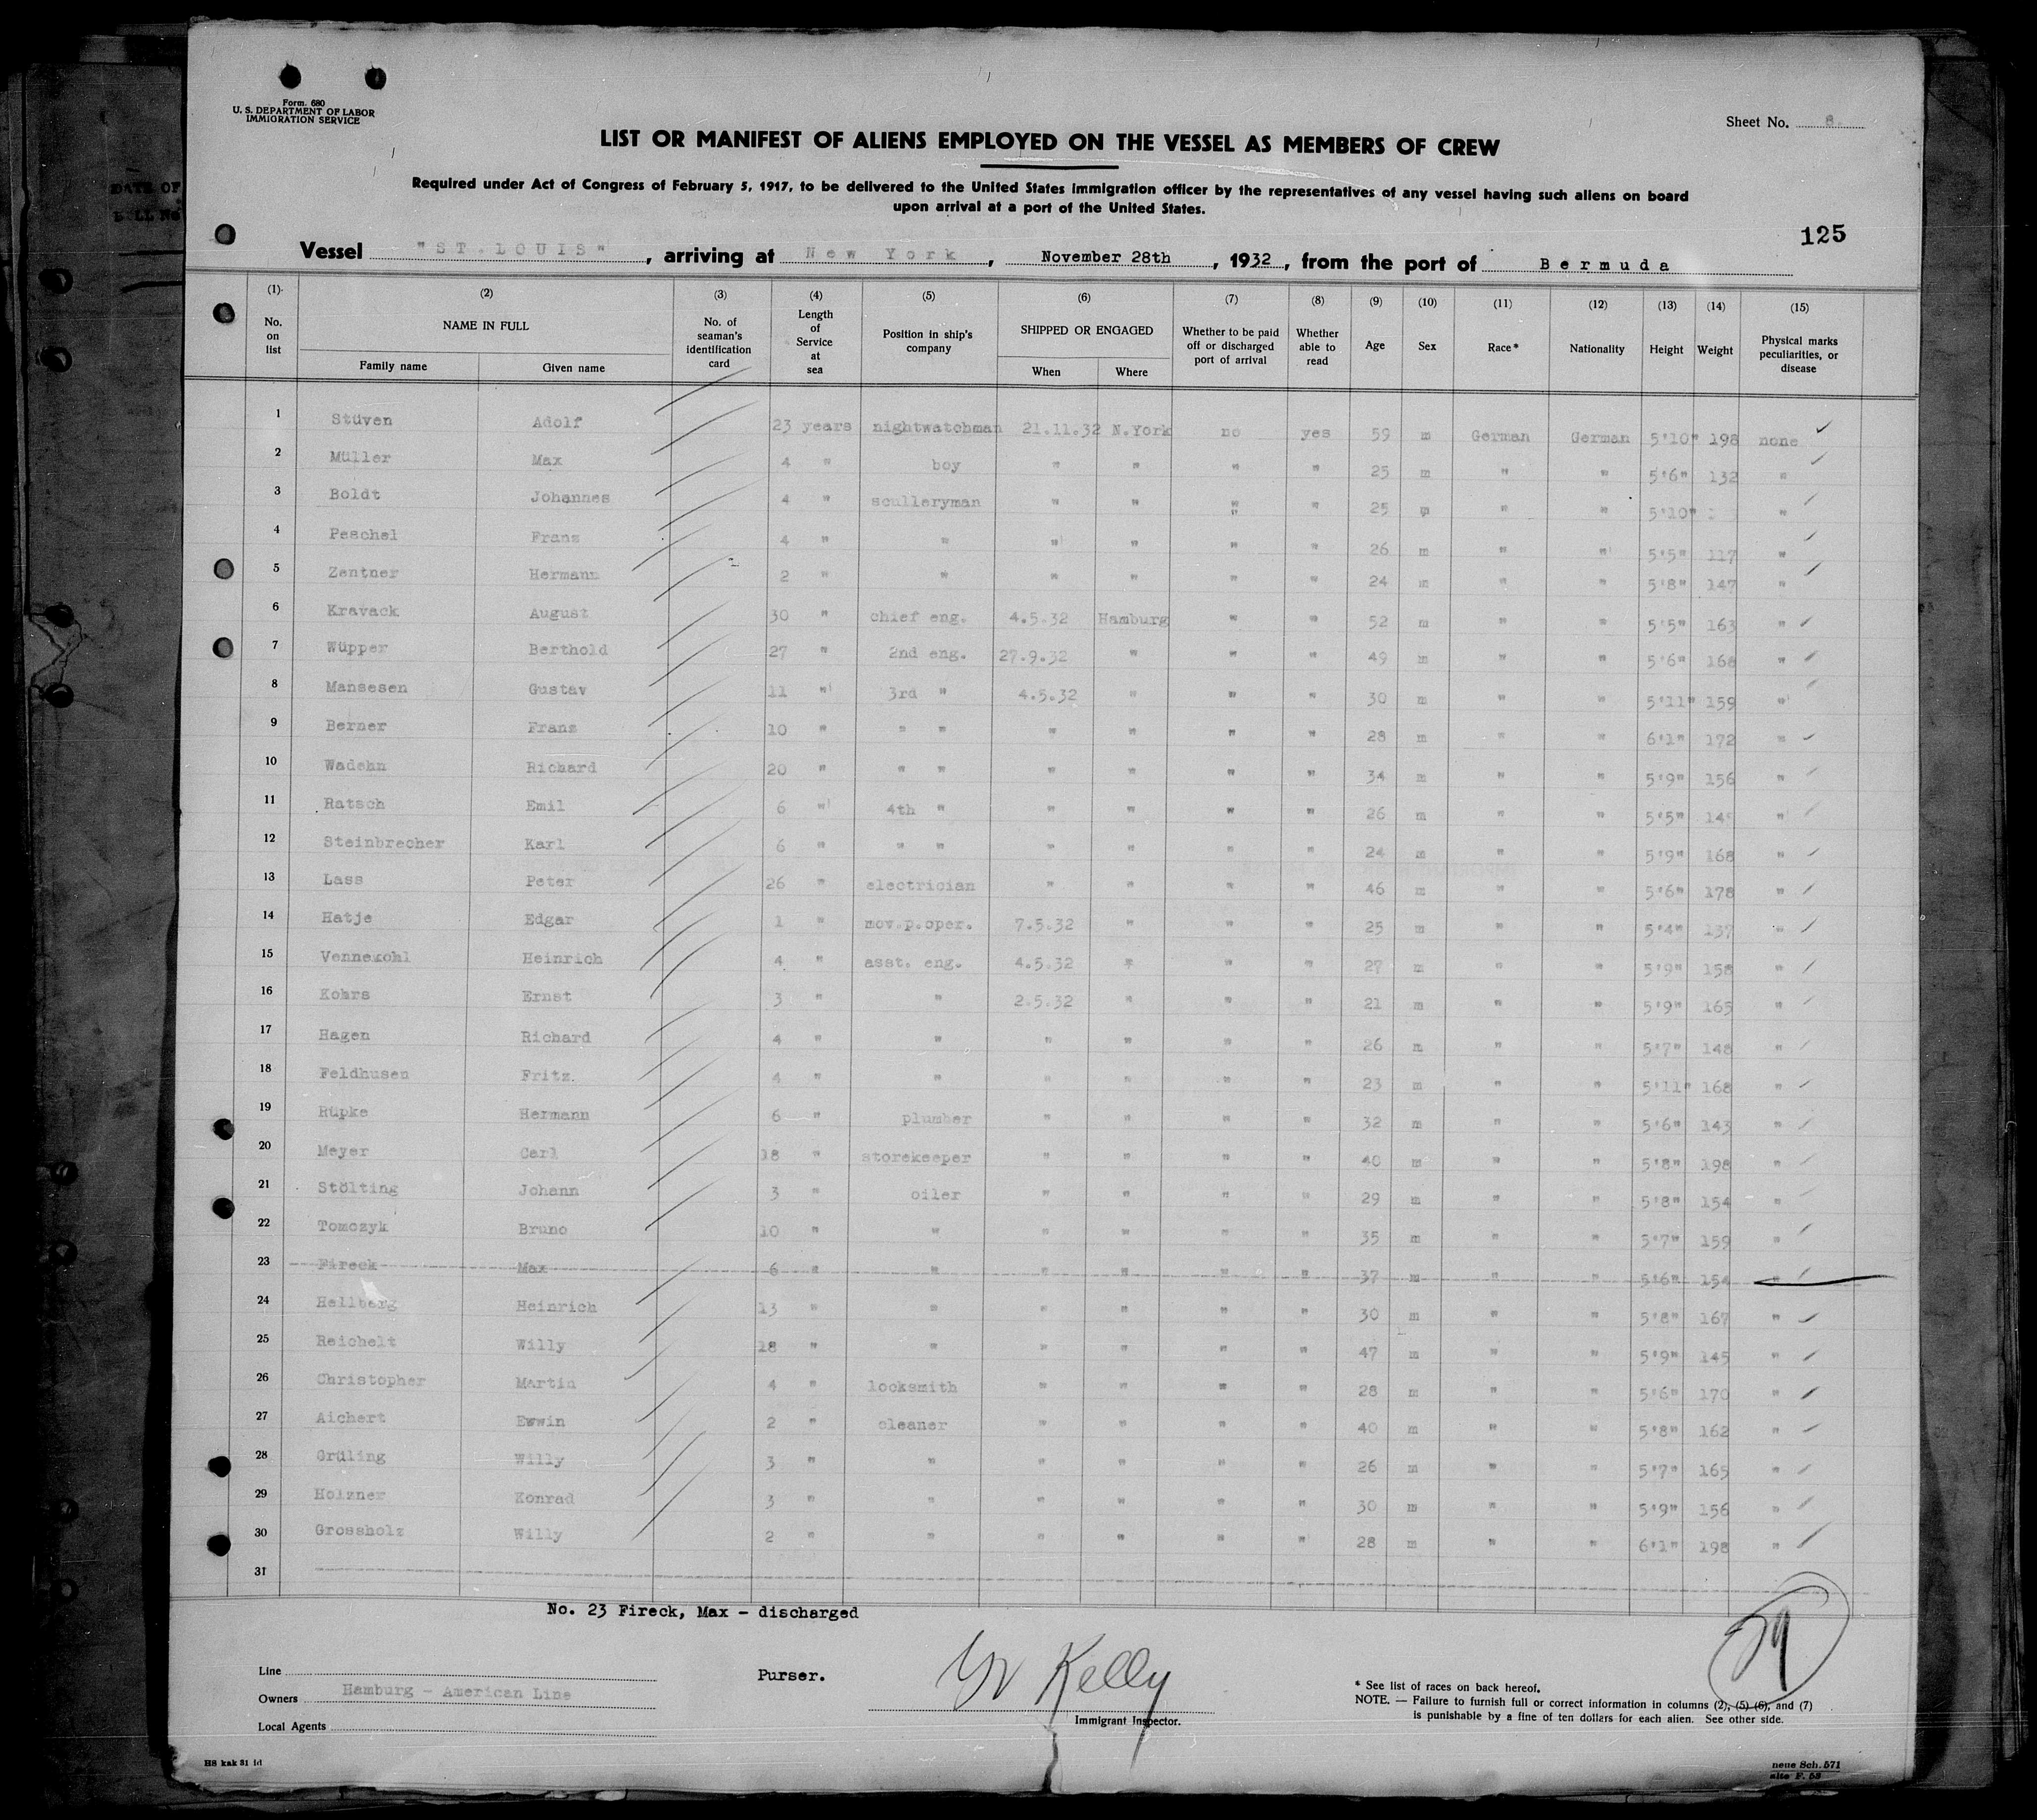 Form. 680
U. S. DEPARTMENT OF LABOR
IMMIGRATION SERVICE
Sheet No. 8.
LIST OR MANIFEST OF ALIENS EMPLOYED ON THE VESSEL AS MEMBERS OF CREW
Required under Act of Congress of February 5, 1917, to be delivered to the United States immigration officer by the representatives of any vessel having such aliens on board
upon arrival at a port of the United States.
125
Vessel "ST. LOUIS", arriving at New York, November 28th, 1932, from the port of Bermuda
(1) (2) (3) (4) (5) (6) (7) (8) (9) (10) (11) (12) (13) (14) (15)
No. on list NAME IN FULL Family name Given name No. of seaman's identification card Length of Service at sea Position in ship's company SHIPPED OR ENGAGED When Where Whether to be paid off or discharged port of arrival Whether able to read Age Sex Race* Nationality Height Weight Physical marks peculiarities, or disease
1 Stüven Adolf 23 years nightwatchman 21.11.32 N.York no yes 59 m German German 5'10" 198 none
2 Müller Max 4 " boy " " " " 25 m " " 5'6" 132 "
3 Boldt Johannes 4 " sculleryman " " " " 25 m " " 5'10" "
4 Peschel Franz 4 " " " " " " 26 m " " 5'5" 117 "
5 Zentner Hermann 2 " " " " " " 24 m " " 5'8" 147 "
6 Kravack August 30 " chief eng. 4.5.32 Hamburg " " 52 m " " 5'5" 163 "
7 Wüpper Berthold 27 " 2nd eng. 27.9.32 " " " 49 m " " 5'6" 168 "
8 Mansesen Gustav 11 " 3rd " 4.5.32 " " " 30 m " " 5'11" 159 "
9 Berner Franz 10 " " " " " " " 28 m " " 6'1" 172 "
10 Wadehn Richard 20 " " " " " " " 34 m " " 5'9" 156 "
11 Ratsch Emil 6 " 4th " " " " " 26 m " " 5'5" "
12 Steinbrecher Karl 6 " " " " " " " 24 m " " 5'9" 168 "
13 Lass Peter 26 " electrician " " " " 46 m " " 5'6" 178 "
14 Hatje Edgar 1 " mov.p.oper. 7.5.32 " " " 25 m " " 5'4" 137 "
15 Vennekohl Heinrich 4 " asst. eng. 4.5.32 " " " 27 m " " 5'9" 158 "
16 Kohrs Ernst 3 " " 2.5.32 " " " 21 m " " 5'9" 165 "
17 Hagen Richard 4 " " " " " " 26 m " " 5'7" 148 "
18 Feldhusen Fritz. 4 " " " " " " 23 m " " 5'11" 168 "
19 Rüpke Hermann 6 " plumber " " " " 32 m " " 5'6" 143 "
20 Meyer Carl 18 " storekeeper " " " " 40 m " " 5'8" 198 "
21 Stölting Johann 3 " oiler " " " " 29 m " " 5'8" 154 "
22 Tomczyk Bruno 10 " " " " " " 35 m " " 5'7" 159 "
23 Fireck Max 6 " " " " " " 37 m " " 5'6" 154 "
24 Hellberg Heinrich 13 " " " " " " 30 m " " 5'8" 167 "
25 Reichelt Willy 18 " " " " " " 47 m " " 5'9" 145 "
26 Christopher Martin 4 " locksmith " " " " 28 m " " 5'6" 170 "
27 Aichert Ewwin 2 " cleaner " " " " 40 m " " 5'8" 162 "
28 Grüling Willy 3 " " " " " " 26 m " " 5'7" 165 "
29 Holzner Konrad 3 " " " " " " 30 m " " 5'9" 156 "
30 Grossholz Willy 2 " " " " " " 28 m " " 6'1" 198 "
31
No. 23 Fireck, Max - discharged
Line
Purser.
Kelly
Owners Hamburg - American Line
Local Agents
Immigrant Inspector.
* See list of races on back hereof.
NOTE. — Failure to furnish full or correct information in columns (2), (5) (6), and (7)
is punishable by a fine of ten dollars for each alien. See other side.
HS kak 31 id
neue Sch. 571
alte F. 53